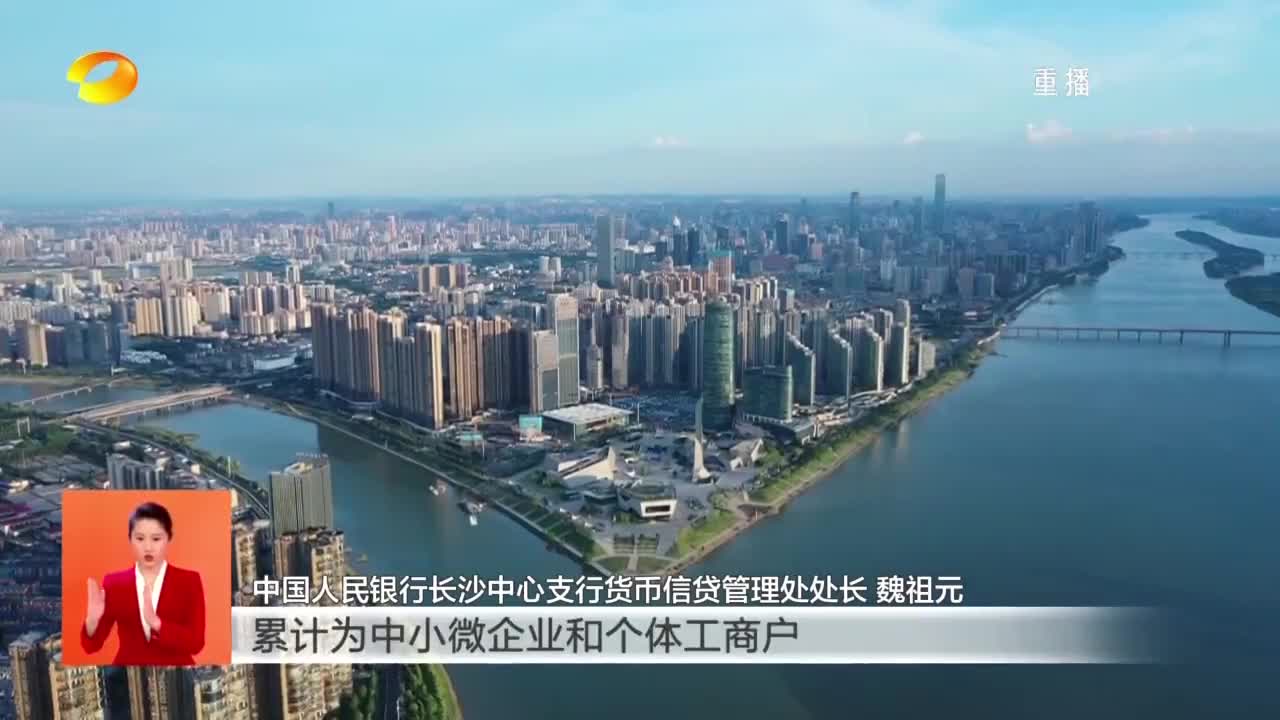 重播
中国人民银行长沙中心支行货币信贷管理处处长 魏祖元
累计为中小微企业和个体工商户